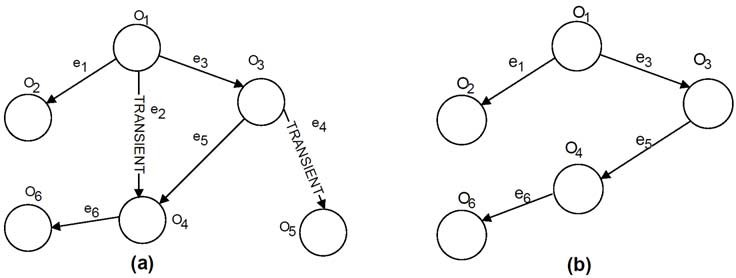 O1
e1
e3
O3
O2
e2
TRANSIENT
e4
TRANSIENT
e5
O6
e6
O4
O5
(a)
O1
e1
e3
O3
O2
O4
e5
O6
e6
(b)